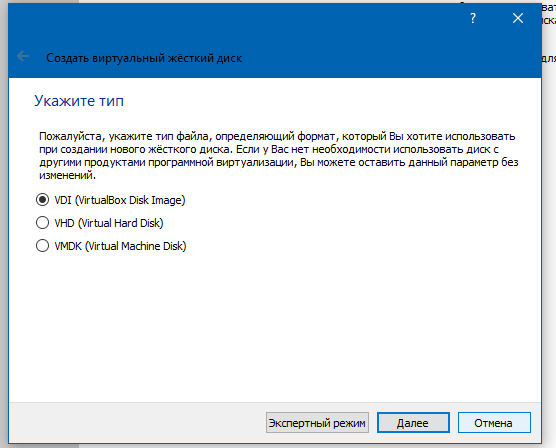 ?
Создать виртуальный жёсткий диск
Укажите тип
Пожалуйста, укажите тип файла, определяющий формат, который Вы хотите использовать
при создании нового жёсткого диска. Если у Вас нет необходимости использовать диск с
другими продуктами программной виртуализации, Вы можете оставить данный параметр без
изменений.
VDI (VirtualBox Disk Image)
VHD (Virtual Hard Disk)
VMDK (Virtual Machine Disk)
Экспертный режим Далее Отмена